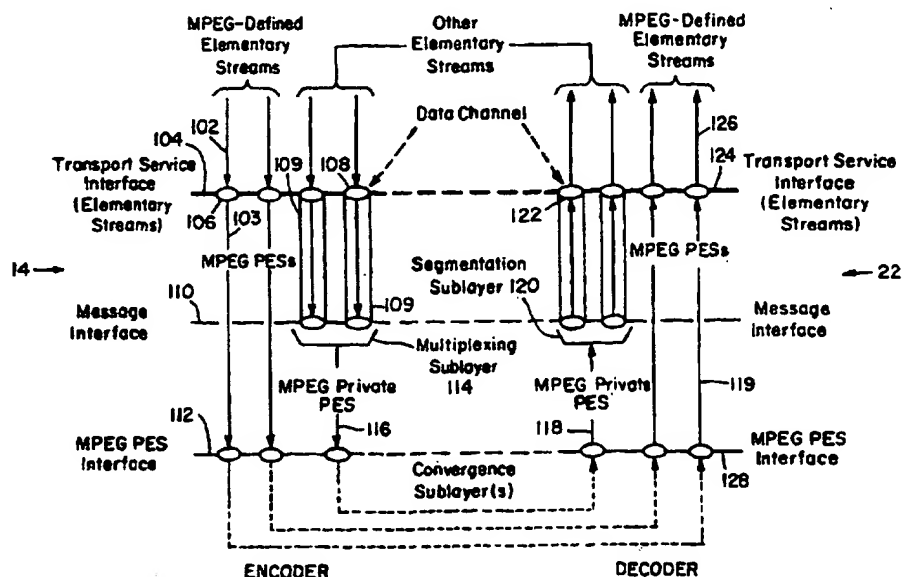 MPEG-Defined
Elementary
Streams
Other
Elementary
Streams
MPEG-Defined
Elementary
Streams
102
104
109
108
Data Channel
126
124
Transport Service
Interface
(Elementary
Streams)
106
103
122
Transport Service
Interface
(Elementary
Streams)
14
MPEG PESs
Segmentation
Sublayer 120
MPEG PESs
22
110
109
Message
Interface
Message
Interface
Multiplexing
Sublayer
114
MPEG Private
PES
MPEG Private
PES
119
112
116
118
MPEG PES
Interface
MPEG PES
Interface
128
Convergence
Sublayer(s)
ENCODER
DECODER